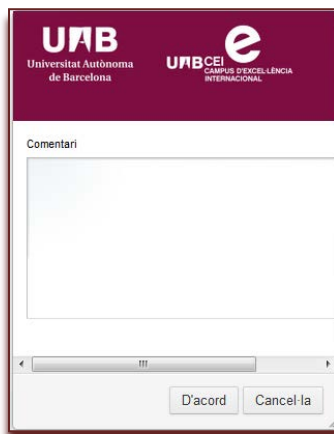 UAB
Universitat Autònoma
de Barcelona
UAB CEI
CAMPUS D'EXCEL·LÈNCIA
INTERNACIONAL
Comentari
D'acord
Cancel·la